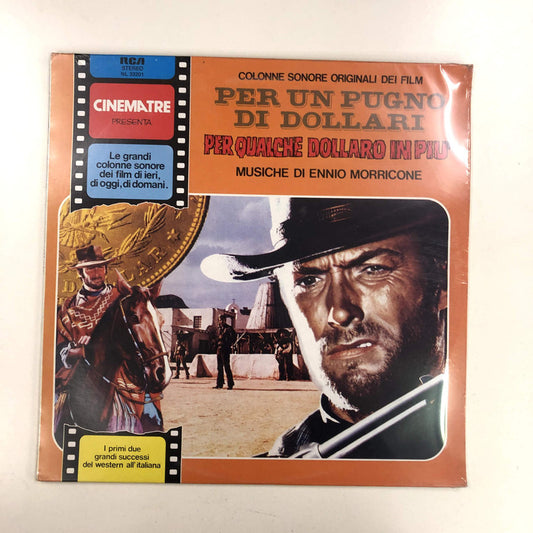 RCA
STEREO
NL 33201
CINEMATRE
PRESENTA
Le grandi
colonne sonore
dei film di ieri,
di oggi, di domani.
COLONNE SONORE ORIGINALI DEI FILM
PER UN PUGNO
DI DOLLARI
PER QUALCHE DOLLARO IN PIU'
MUSICHE DI ENNIO MORRICONE
DOLLAR
I primi due
grandi successi
del western all'italiana